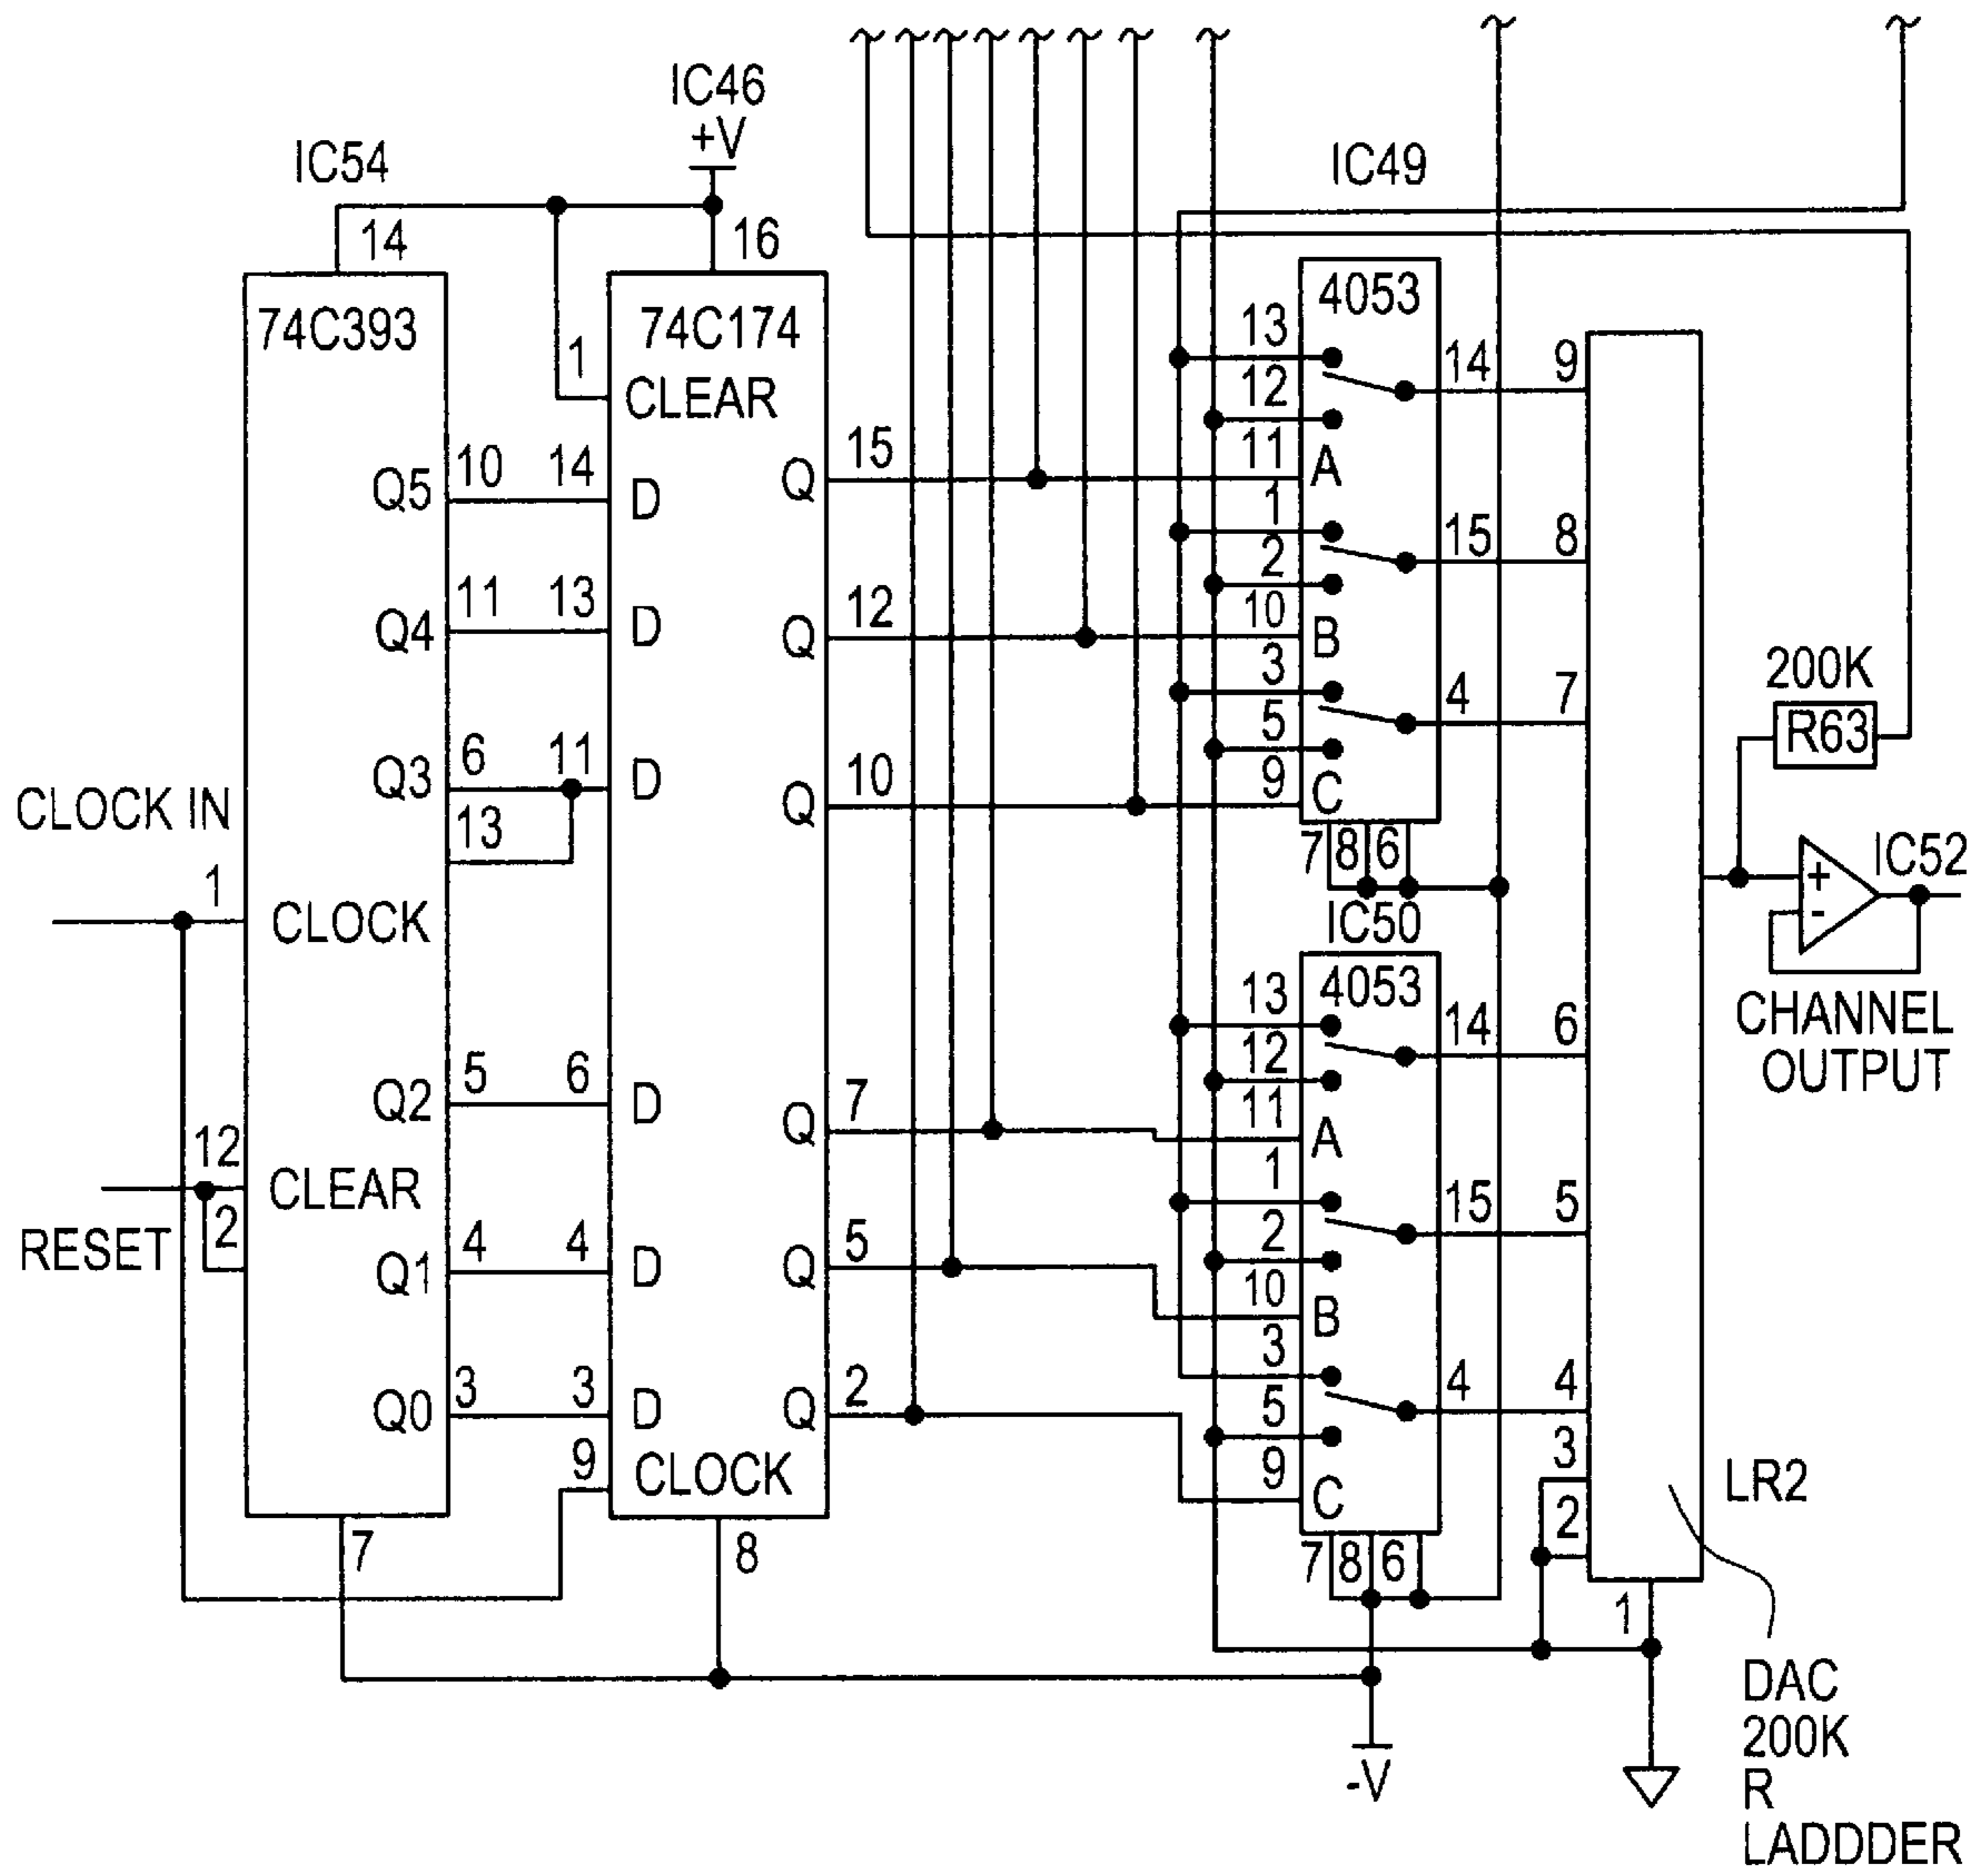 IC46
+V
IC54
IC49
14
16
74C393
74C174
4053
1
CLEAR
13
12
11
A
14
9
Q5
10
14
D
Q
15
1
2
10
B
15
8
Q4
11
13
D
Q
12
3
5
9
C
4
7
200K
R63
Q3
6
11
D
Q
10
13
CLOCK IN
1
CLOCK
7
8
6
IC50
+
-
IC52
CHANNEL
OUTPUT
4053
13
12
11
A
14
6
Q2
5
6
D
Q
7
12
CLEAR
2
RESET
1
2
10
B
15
5
Q1
4
4
D
Q
5
3
5
9
C
4
4
Q0
3
3
D
Q
2
9
CLOCK
3
2
LR2
7
8
7
8
6
1
-V
DAC
200K
R
LADDDER